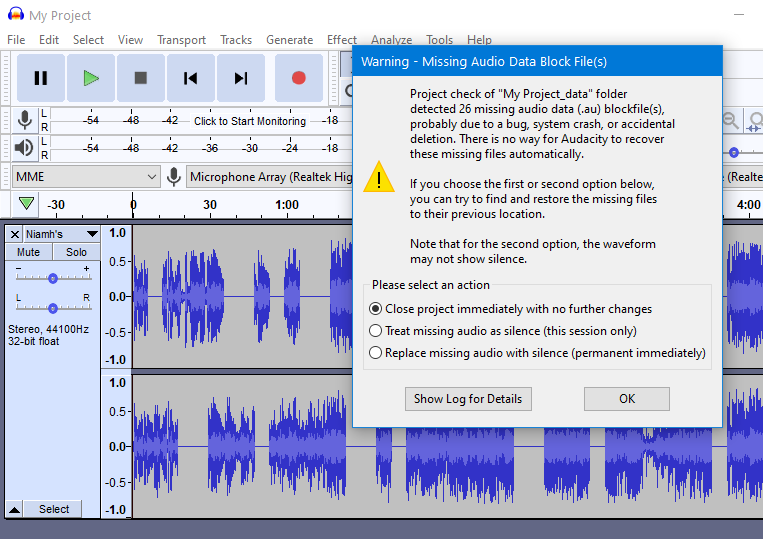 My Project
File Edit Select View Transport Tracks Generate Effect Analyze Tools Help
L
R
-54 -48 -42 Click to Start Monitoring -18
L
R
-54 -48 -42 -36 -30 -24 -18
MME
Microphone Array (Realtek Hig
(Realte
-30 0 30 1:00 4:00
Niamh's
Mute Solo
- +
L R
Stereo, 44100Hz
32-bit float
Select
1.0
0.5
0.0
-0.5
-1.0
1.0
0.5
0.0
-0.5
-1.0
Warning - Missing Audio Data Block File(s)
Project check of "My Project_data" folder
detected 26 missing audio data (.au) blockfile(s),
probably due to a bug, system crash, or accidental
deletion. There is no way for Audacity to recover
these missing files automatically.
If you choose the first or second option below,
you can try to find and restore the missing files
to their previous location.
Note that for the second option, the waveform
may not show silence.
Please select an action
Close project immediately with no further changes
Treat missing audio as silence (this session only)
Replace missing audio with silence (permanent immediately)
Show Log for Details OK